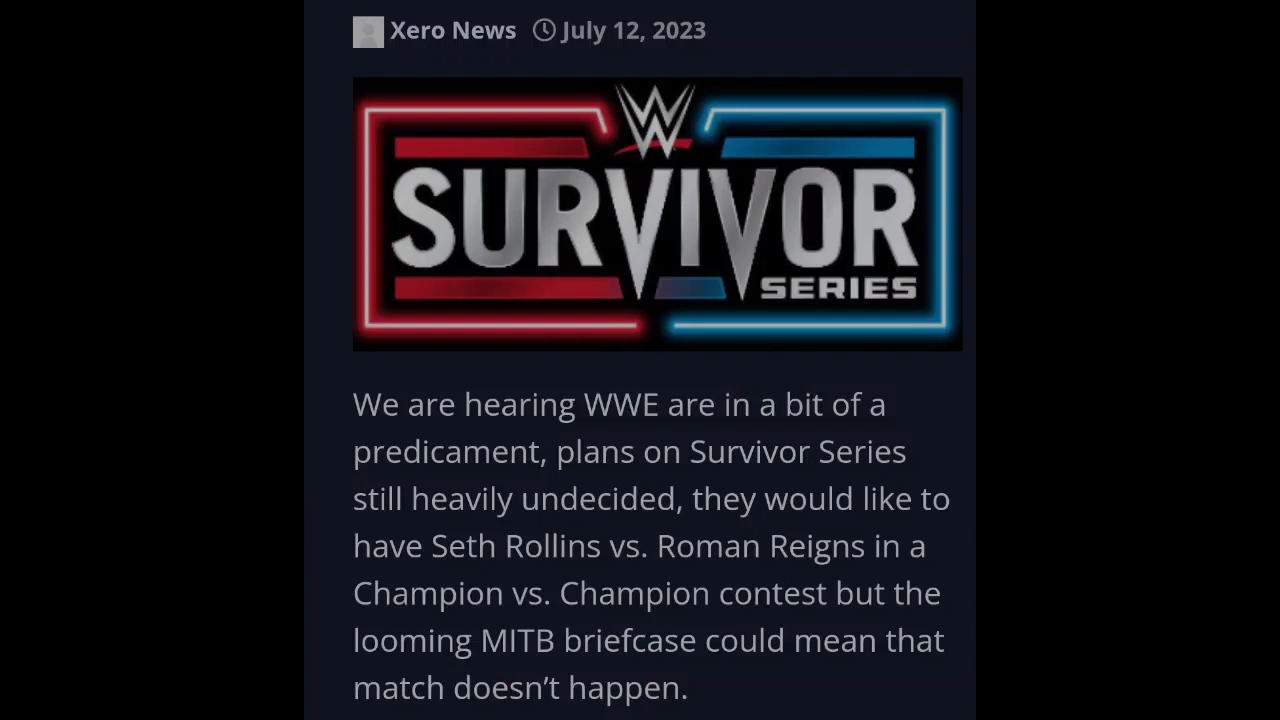 Xero News July 12, 2023
W
SURVIVOR
SERIES
We are hearing WWE are in a bit of a
predicament, plans on Survivor Series
still heavily undecided, they would like to
have Seth Rollins vs. Roman Reigns in a
Champion vs. Champion contest but the
looming MITB briefcase could mean that
match doesn’t happen.